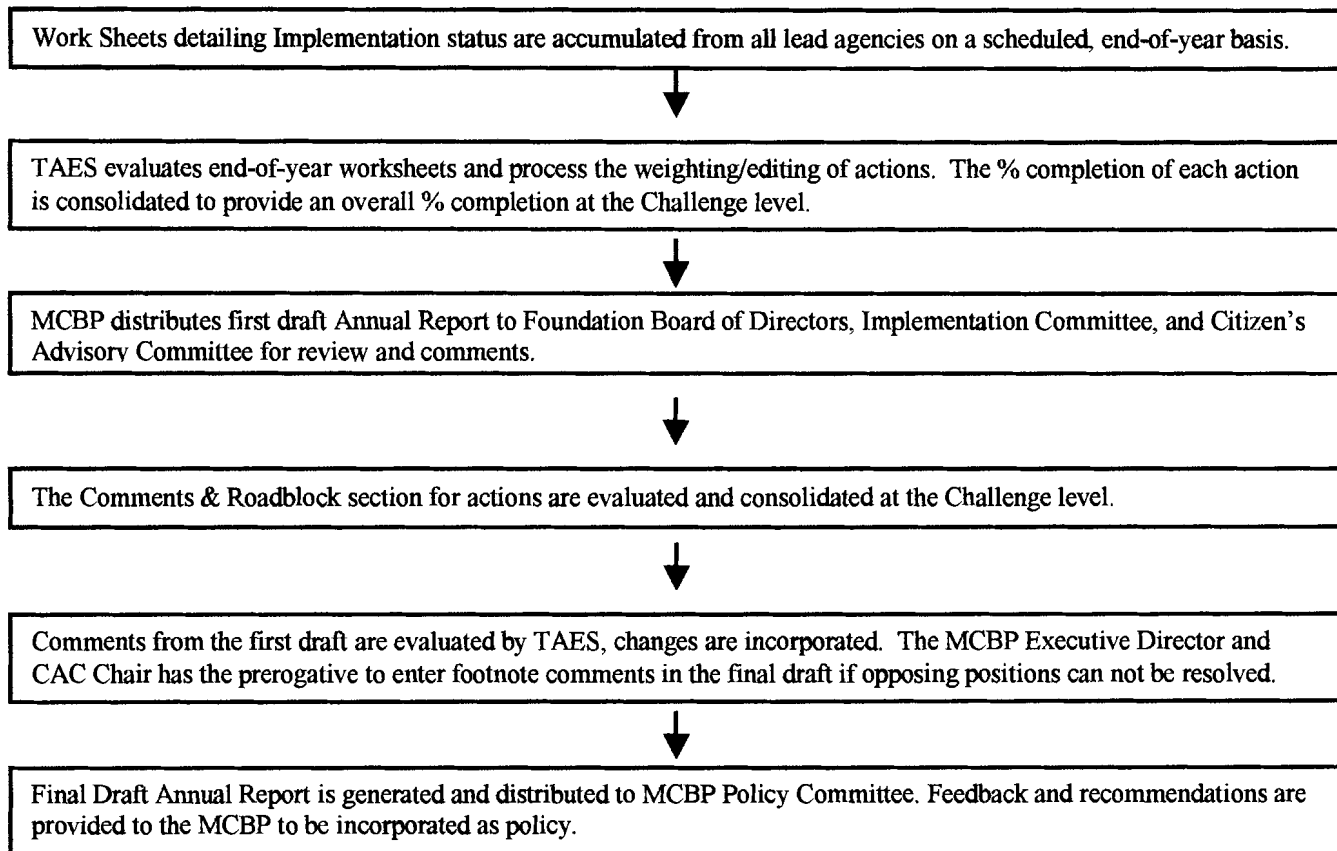 Work Sheets detailing Implementation status are accumulated from all lead agencies on a scheduled, end-of-year basis.
TAES evaluates end-of-year worksheets and process the weighting/editing of actions. The % completion of each action
is consolidated to provide an overall % completion at the Challenge level.
MCBP distributes first draft Annual Report to Foundation Board of Directors, Implementation Committee, and Citizen's
Advisory Committee for review and comments.
The Comments & Roadblock section for actions are evaluated and consolidated at the Challenge level.
Comments from the first draft are evaluated by TAES, changes are incorporated. The MCBP Executive Director and
CAC Chair has the prerogative to enter footnote comments in the final draft if opposing positions can not be resolved.
Final Draft Annual Report is generated and distributed to MCBP Policy Committee. Feedback and recommendations are
provided to the MCBP to be incorporated as policy.